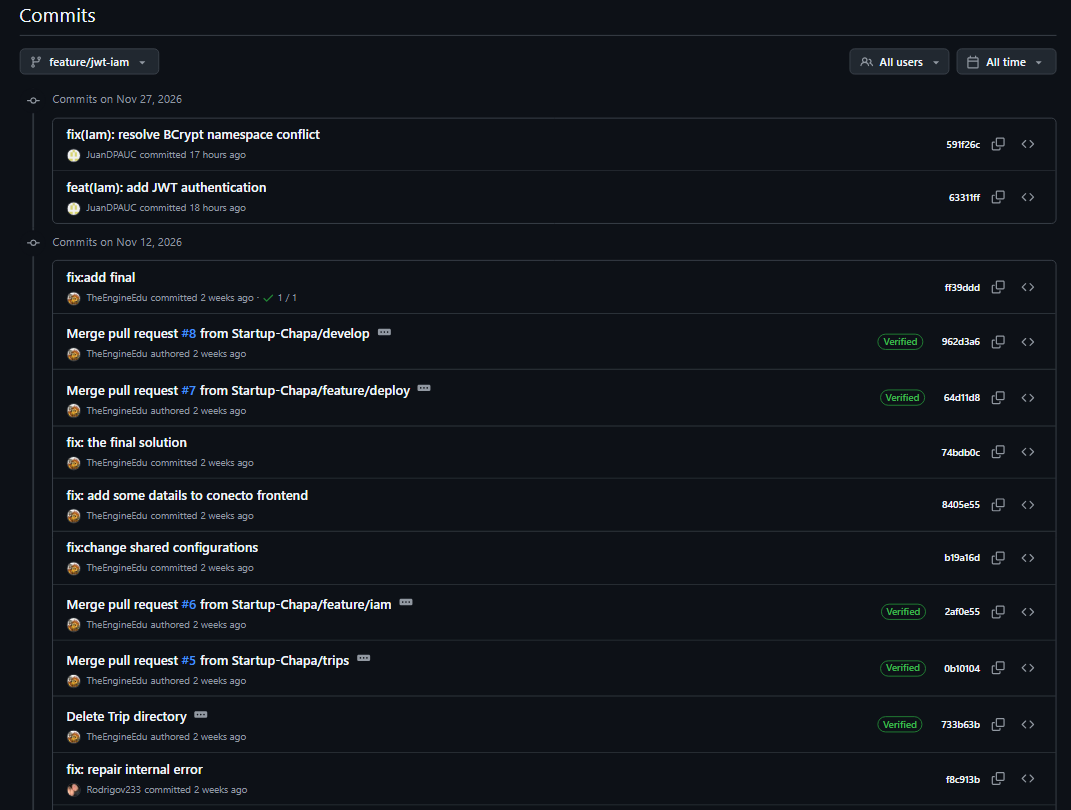 Commits
feature/jwt-iam
All users
All time
Commits on Nov 27, 2026
fix(Iam): resolve BCrypt namespace conflict
591f26c
JuanDPAUC committed 17 hours ago
feat(Iam): add JWT authentication
63311ff
JuanDPAUC committed 18 hours ago
Commits on Nov 12, 2026
fix:add final
ff39ddd
TheEngineEdu committed 2 weeks ago · 1 / 1
Merge pull request #8 from Startup-Chapa/develop
Verified 962d3a6
TheEngineEdu authored 2 weeks ago
Merge pull request #7 from Startup-Chapa/feature/deploy
Verified 64d11d8
TheEngineEdu authored 2 weeks ago
fix: the final solution
74bdb0c
TheEngineEdu committed 2 weeks ago
fix: add some datails to conecto frontend
8405e55
TheEngineEdu committed 2 weeks ago
fix:change shared configurations
b19a16d
TheEngineEdu committed 2 weeks ago
Merge pull request #6 from Startup-Chapa/feature/iam
Verified 2af0e55
TheEngineEdu authored 2 weeks ago
Merge pull request #5 from Startup-Chapa/trips
Verified 0b10104
TheEngineEdu authored 2 weeks ago
Delete Trip directory
Verified 733b63b
TheEngineEdu authored 2 weeks ago
fix: repair internal error
f8c913b
Rodrigov233 committed 2 weeks ago